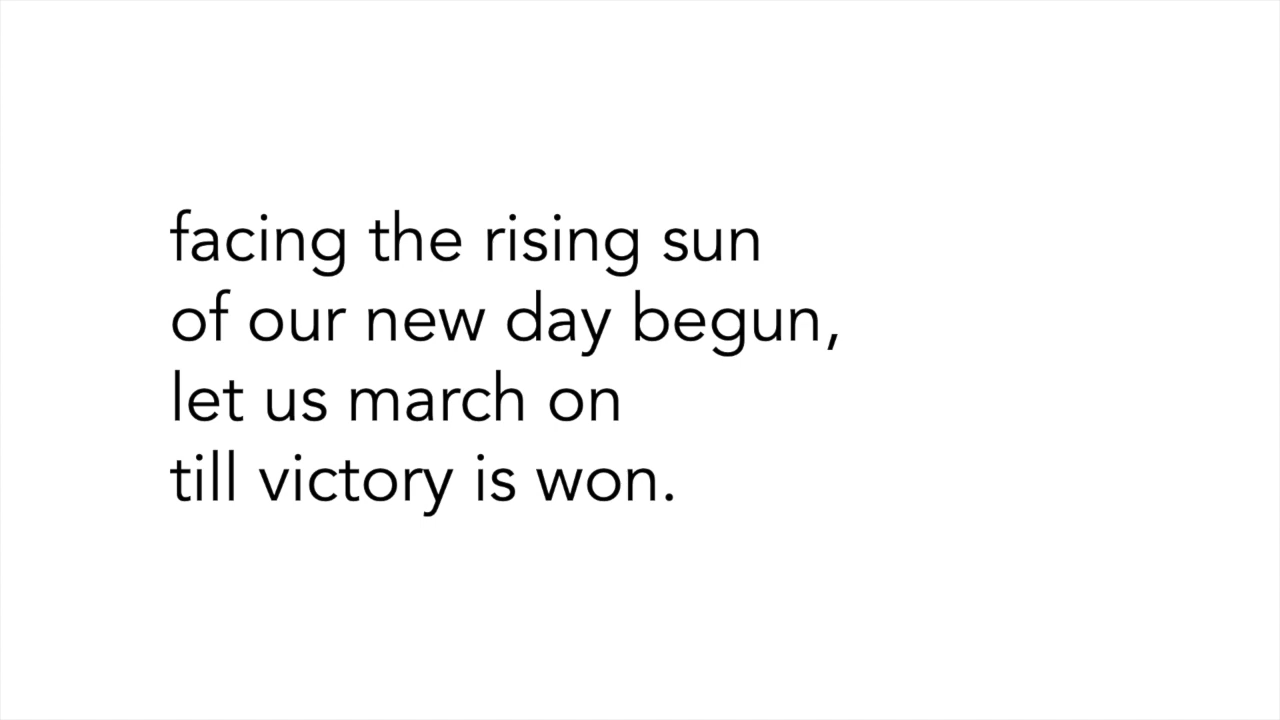 facing the rising sun
of our new day begun,
let us march on
till victory is won.